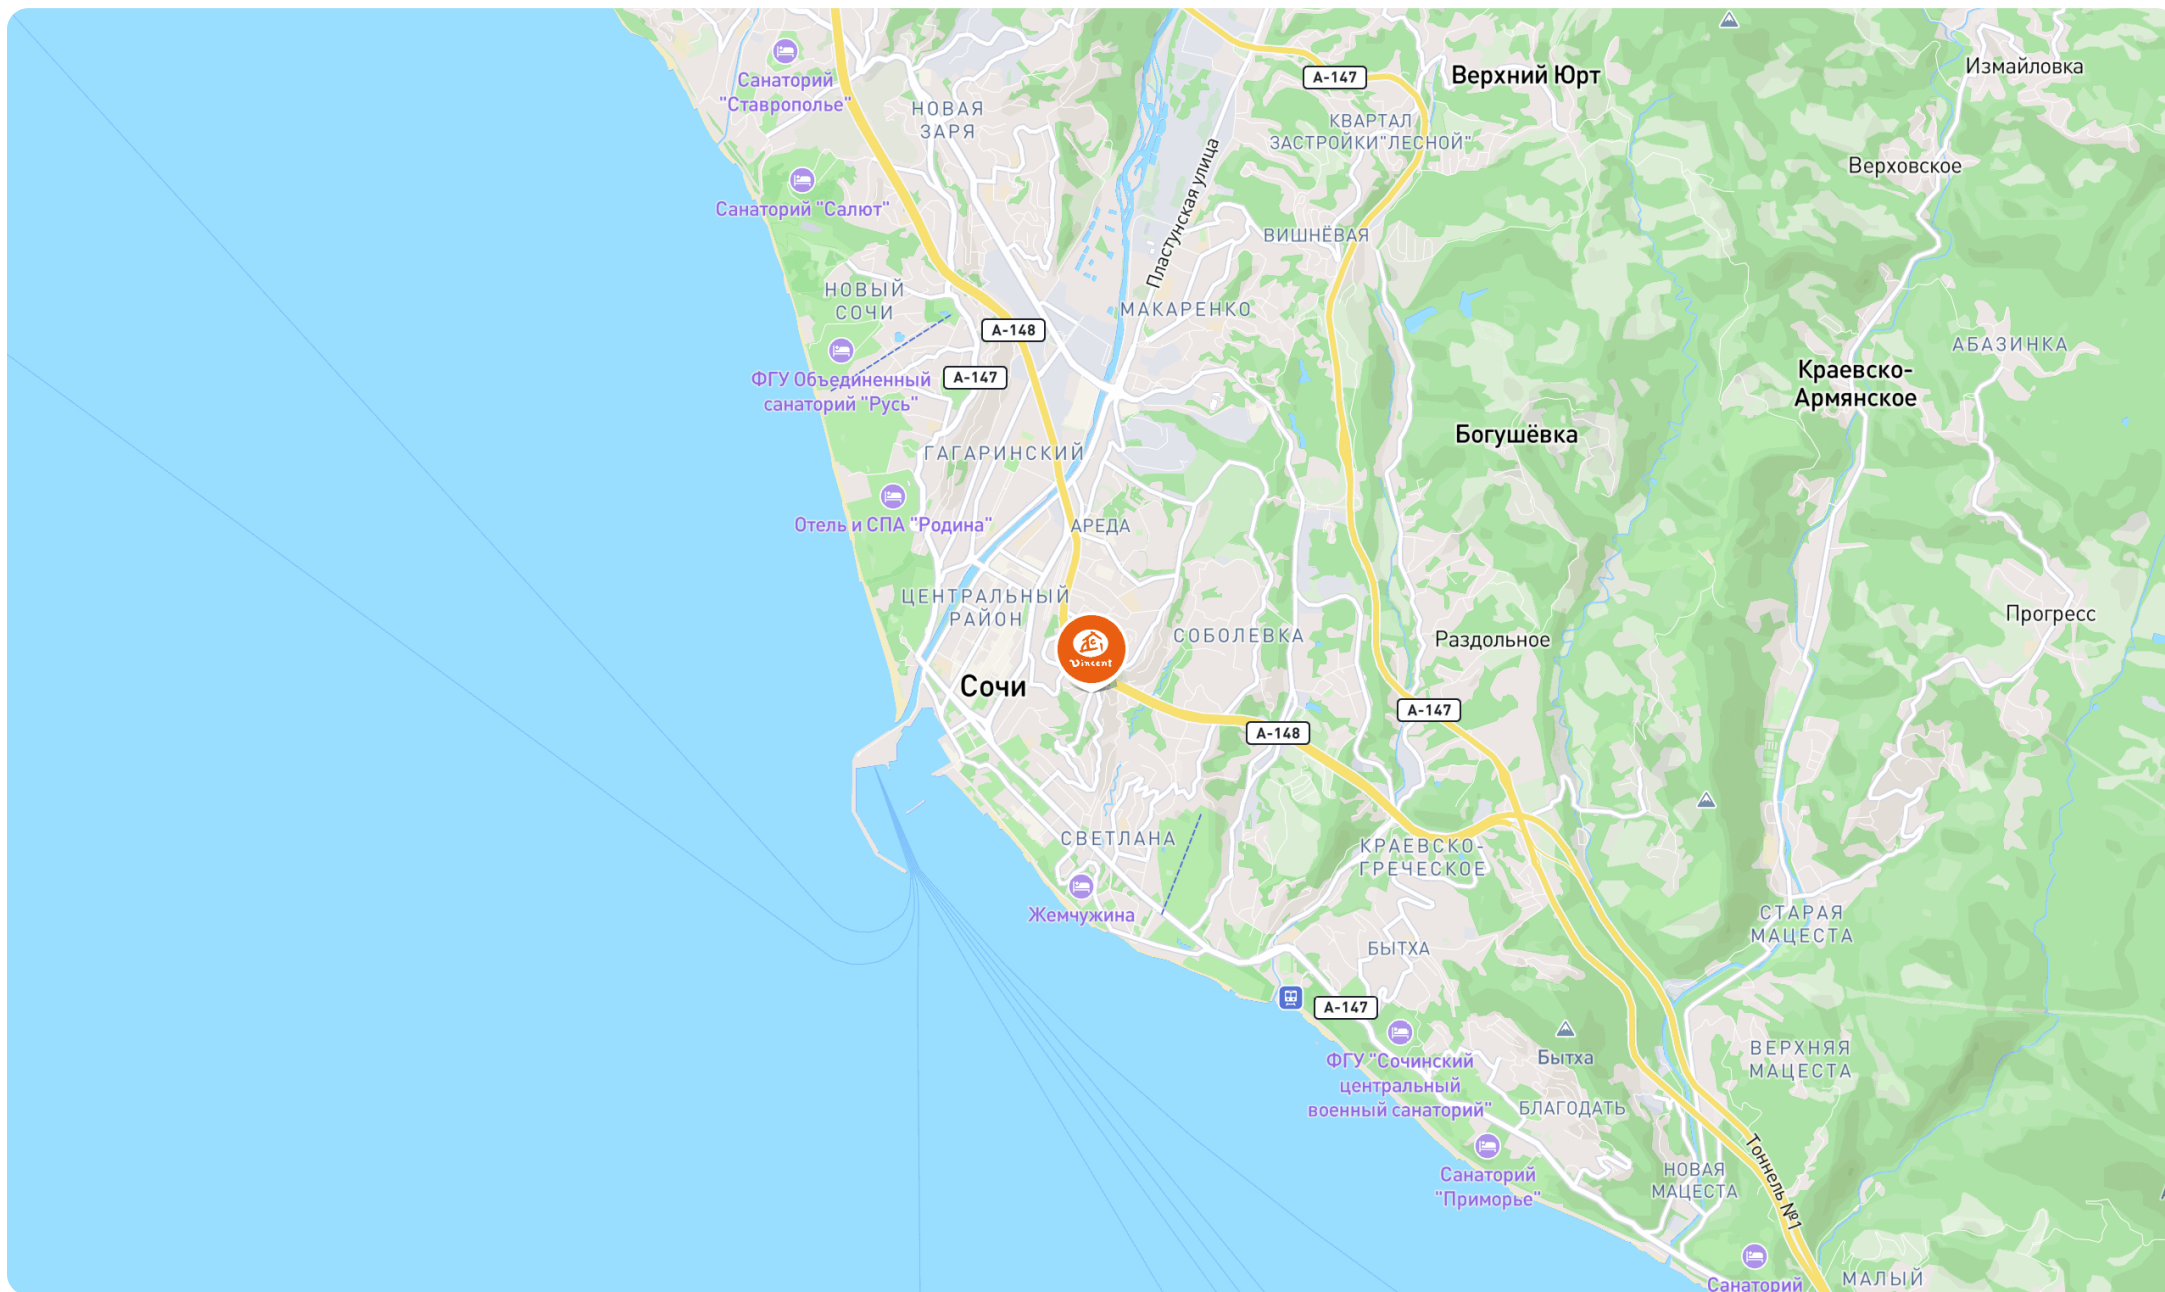 Санаторий
"Ставрополье"
НОВАЯ
ЗАРЯ
А-147
Верхний Юрт
Измайловка
КВАРТАЛ
ЗАСТРОЙКИ"ЛЕСНОЙ"
Верховское
Санаторий "Салют"
Пластунская улица
ВИШНЁВАЯ
НОВЫЙ
СОЧИ
МАКАРЕНКО
А-148
АБАЗИНКА
ФГУ Объединенный
санаторий "Русь"
А-147
Краевско-
Армянское
Богушёвка
ГАГАРИНСКИЙ
Отель и СПА "Родина"
АРЕДА
ЦЕНТРАЛЬНЫЙ
РАЙОН
Прогресс
СОБОЛЕВКА
Раздольное
Vincent
Сочи
А-147
А-148
СВЕТЛАНА
КРАЕВСКО-
ГРЕЧЕСКОЕ
Жемчужина
СТАРАЯ
МАЦЕСТА
БЫТХА
А-147
ФГУ "Сочинский
центральный
военный санаторий"
Бытха
ВЕРХНЯЯ
МАЦЕСТА
БЛАГОДАТЬ
Санаторий
"Приморье"
НОВАЯ
МАЦЕСТА
Тоннель №1
Санаторий
МАЛЫЙ